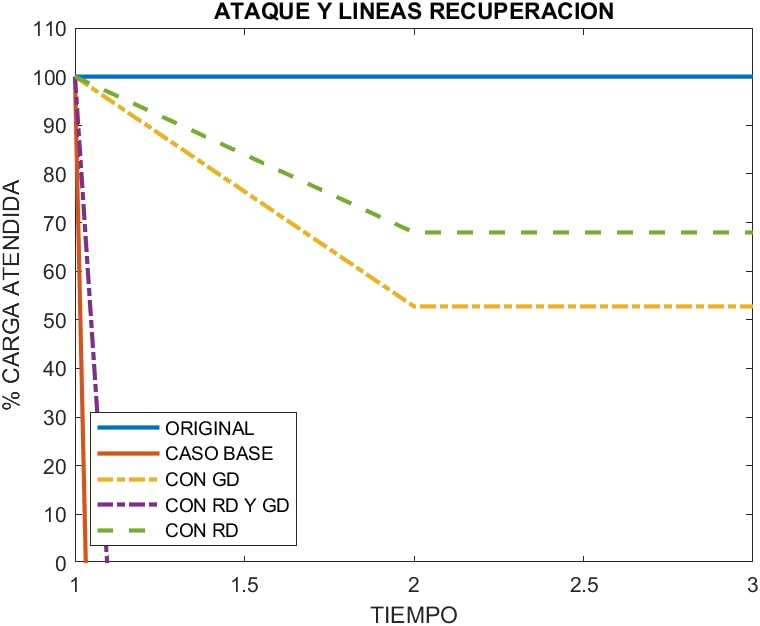 ATAQUE Y LINEAS RECUPERACION
110
100
90
80
70
60
50
40
30
20
10
0
% CARGA ATENDIDA
ORIGINAL
CASO BASE
CON GD
CON RD Y GD
CON RD
1
1.5
2
2.5
3
TIEMPO